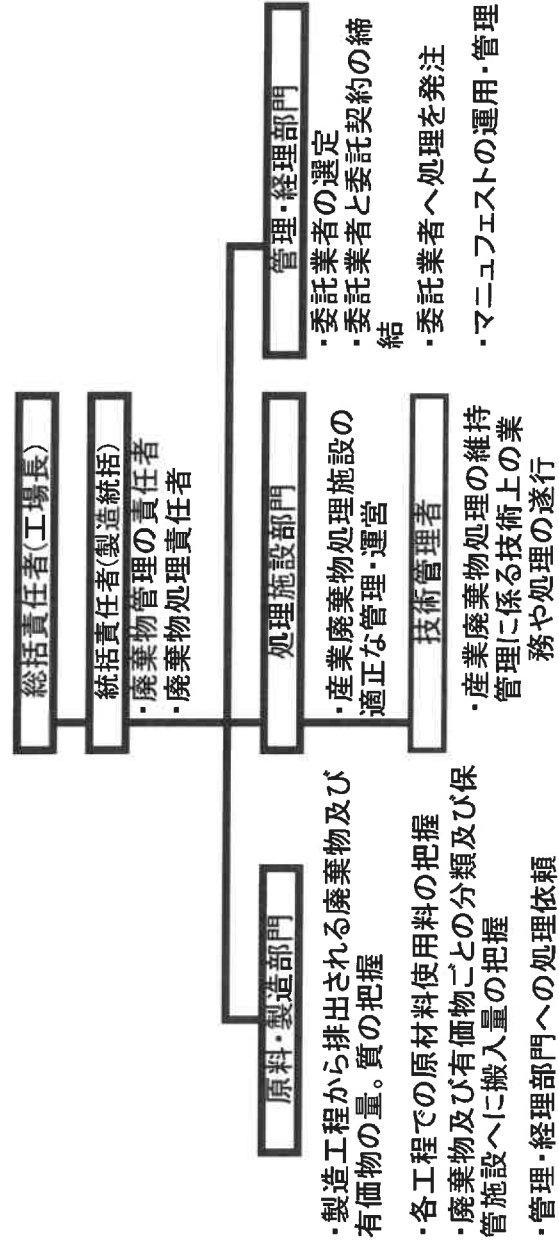 総括責任者(工場長)
統括責任者(製造統括)
・廃棄物管理の責任者
・廃棄物処理責任者
原料・製造部門
・製造工程から排出される廃棄物及び
有価物の量。質の把握
・各工程での原材料使用料の把握
・廃棄物及び有価物ごとの分類及び保
管施設へに搬入量の把握
・管理・経理部門への処理依頼
処理施設部門
・産業廃棄物処理施設の
適正な管理・運営
技術管理者
・産業廃棄物処理の維持
管理に係る技術上の業
務や処理の遂行
管理・経理部門
・委託業者の選定
・委託業者と委託契約の締
結
・委託業者へ処理を発注
・マニュフェストの運用・管理